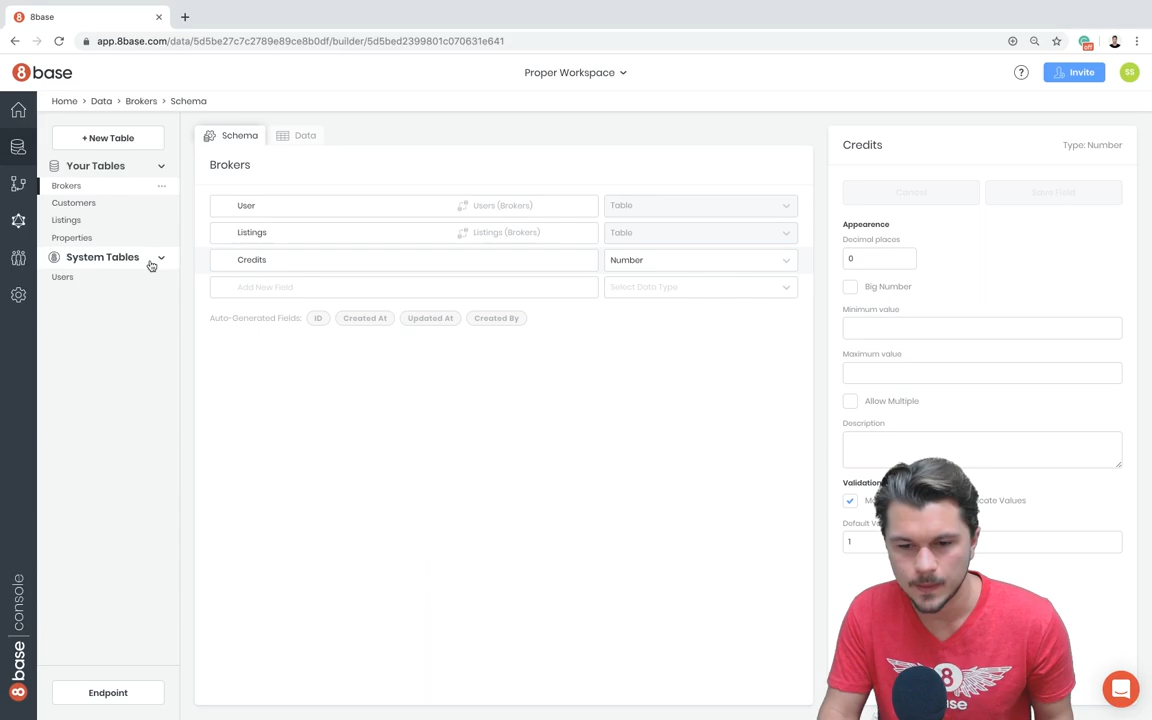 8base
app.8base.com/data/5d5be27c7c2789e89ce8b0df/builder/5d5bed2399801c070631e641
off
8base
Proper Workspace
?
Invite
SS
Home > Data > Brokers > Schema
+ New Table
Your Tables
Brokers
Customers
Listings
Properties
System Tables
Users
Endpoint
8base console
Schema
Data
Brokers
User
Users (Brokers)
Table
Listings
Listings (Brokers)
Table
Credits
Number
Add New Field
Select Data Type
Auto-Generated Fields:
ID
Created At
Updated At
Created By
Credits
Type: Number
Cancel
Save Field
Appearance
Decimal places
0
Big Number
Minimum value
Maximum value
Allow Multiple
Description
Values
Default
1
8